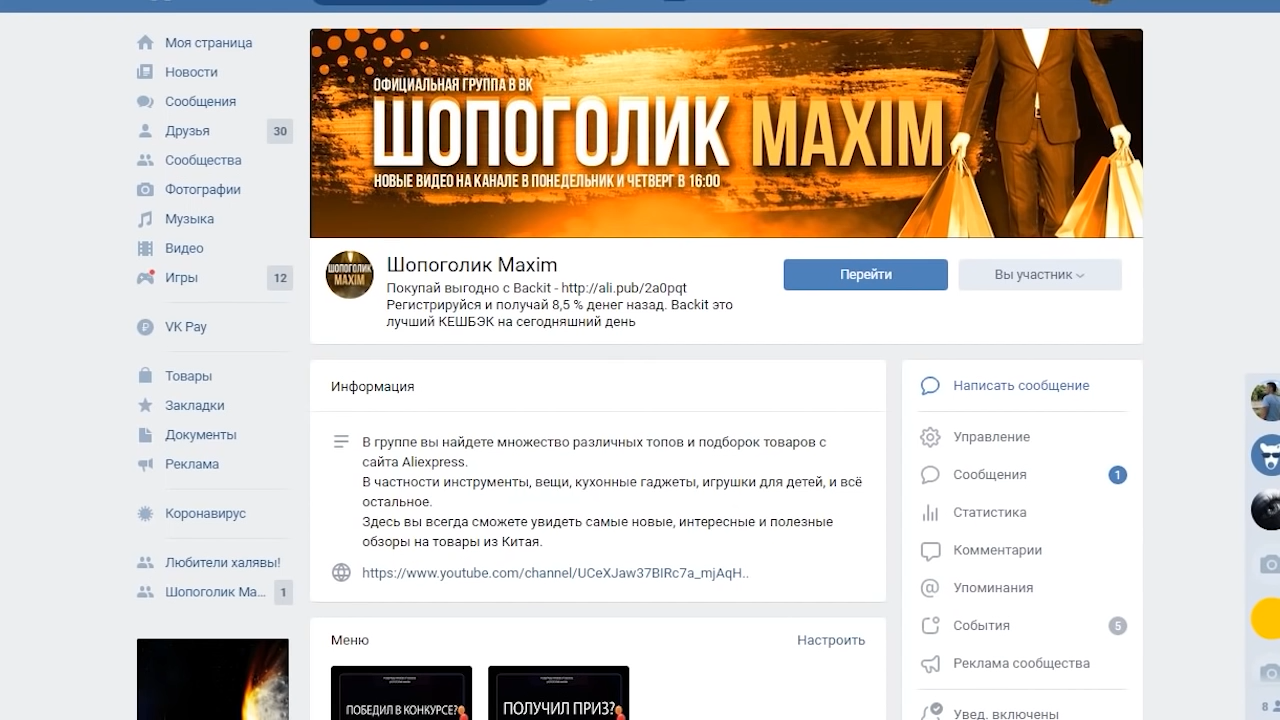 Моя страница
Новости
Сообщения
Друзья 30
Сообщества
Фотографии
Музыка
Видео
Игры 12
VK Pay
Товары
Закладки
Документы
Реклама
Коронавирус
Любители халявы!
Шопоголик Ма... 1
ОФИЦИАЛЬНАЯ ГРУППА В ВК
ШОПОГОЛИК MAXIM
НОВЫЕ ВИДЕО НА КАНАЛЕ В ПОНЕДЕЛЬНИК И ЧЕТВЕРГ В 16:00
ШОПОГОЛИК
MAXIM
Шопоголик Maxim
Покупай выгодно с Backit - http://ali.pub/2a0pqt
Регистрируйся и получай 8,5 % денег назад. Backit это
лучший КЕШБЭК на сегодняшний день
Перейти
Вы участник
Информация
В группе вы найдете множество различных топов и подборок товаров с
сайта Aliexpress.
В частности инструменты, вещи, кухонные гаджеты, игрушки для детей, и всё
остальное.
Здесь вы всегда сможете увидеть самые новые, интересные и полезные
обзоры на товары из Китая.
https://www.youtube.com/channel/UCeXJaw37BIRc7a_mjAqH..
Меню
Настроить
ПОБЕДИЛ В КОНКУРСЕ?
ПОЛУЧИЛ ПРИЗ?
Написать сообщение
Управление
Сообщения 1
Статистика
Комментарии
Упоминания
События 5
Реклама сообщества
Увед. включены
8